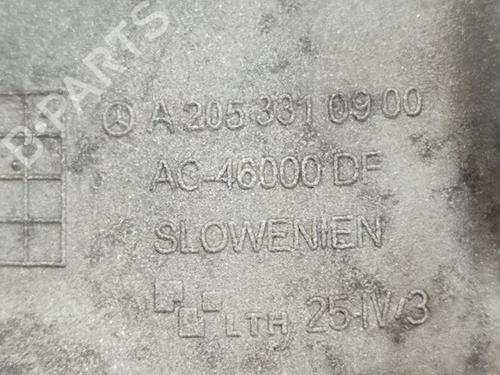 B-PARTS
A 205 331 09 00
AC-46000 DF
SLOWENIEN
LTH 25-IV/3